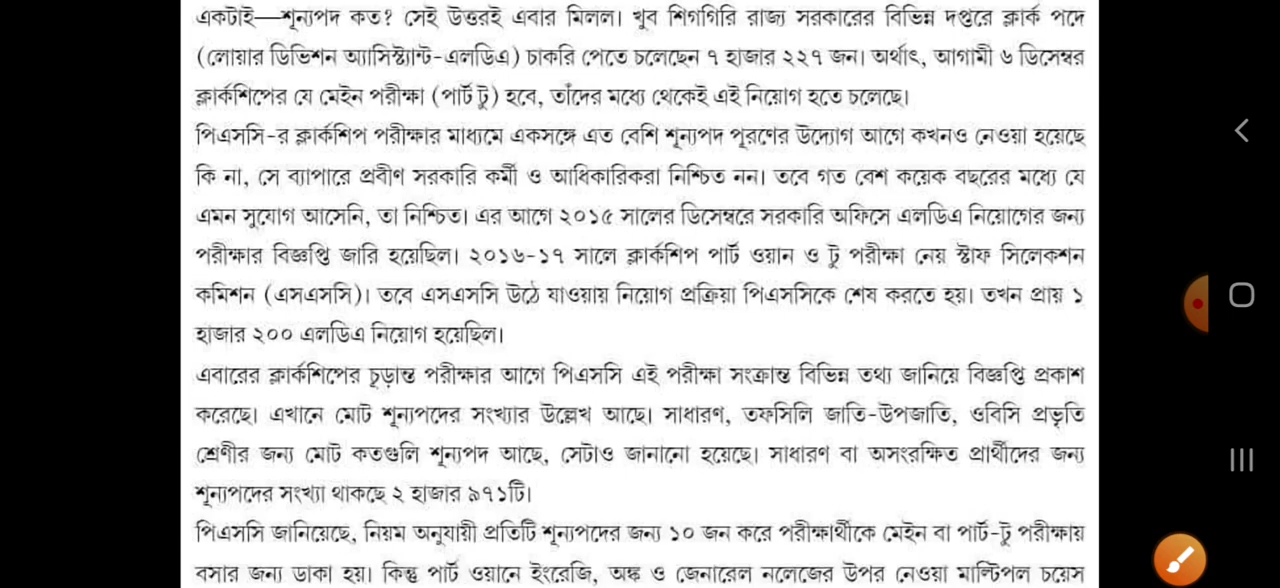 একটাই—শূন্যপদ কত? সেই উত্তরই এবার মিলল। খুব শিগগিরি রাজ্য সরকারের বিভিন্ন দপ্তরে ক্লার্ক পদে
(লোয়ার ডিভিশন অ্যাসিস্ট্যান্ট-এলডিএ) চাকরি পেতে চলেছেন ৭ হাজার ২২৭ জন। অর্থাৎ, আগামী ৬ ডিসেম্বর
ক্লার্কশিপের যে মেইন পরীক্ষা (পার্ট টু) হবে, তাঁদের মধ্যে থেকেই এই নিয়োগ হতে চলেছে।
পিএসসি-র ক্লার্কশিপ পরীক্ষার মাধ্যমে একসঙ্গে এত বেশি শূন্যপদ পূরণের উদ্যোগ আগে কখনও নেওয়া হয়েছে
কি না, সে ব্যাপারে প্রবীণ সরকারি কর্মী ও আধিকারিকরা নিশ্চিত নন। তবে গত বেশ কয়েক বছরের মধ্যে যে
এমন সুযোগ আসেনি, তা নিশ্চিত। এর আগে ২০১৫ সালের ডিসেম্বরে সরকারি অফিসে এলডিএ নিয়োগের জন্য
পরীক্ষার বিজ্ঞপ্তি জারি হয়েছিল। ২০১৬-১৭ সালে ক্লার্কশিপ পার্ট ওয়ান ও টু পরীক্ষা নেয় স্টাফ সিলেকশন
কমিশন (এসএসসি)। তবে এসএসসি উঠে যাওয়ায় নিয়োগ প্রক্রিয়া পিএসসিকে শেষ করতে হয়। তখন প্রায় ১
হাজার ২০০ এলডিএ নিয়োগ হয়েছিল।
এবারের ক্লার্কশিপের চূড়ান্ত পরীক্ষার আগে পিএসসি এই পরীক্ষা সংক্রান্ত বিভিন্ন তথ্য জানিয়ে বিজ্ঞপ্তি প্রকাশ
করেছে। এখানে মোট শূন্যপদের সংখ্যার উল্লেখ আছে। সাধারণ, তফসিলি জাতি-উপজাতি, ওবিসি প্রভৃতি
শ্রেণীর জন্য মোট কতগুলি শূন্যপদ আছে, সেটাও জানানো হয়েছে। সাধারণ বা অসংরক্ষিত প্রার্থীদের জন্য
শূন্যপদের সংখ্যা থাকছে ২ হাজার ৯৭১টি।
পিএসসি জানিয়েছে, নিয়ম অনুযায়ী প্রতিটি শূন্যপদের জন্য ১০ জন করে পরীক্ষার্থীকে মেইন বা পার্ট-টু পরীক্ষায়
বসার জন্য ডাকা হয়। কিন্তু পার্ট ওয়ানে ইংরেজি, অঙ্ক ও জেনারেল নলেজের উপর নেওয়া মাল্টিপল চয়েস